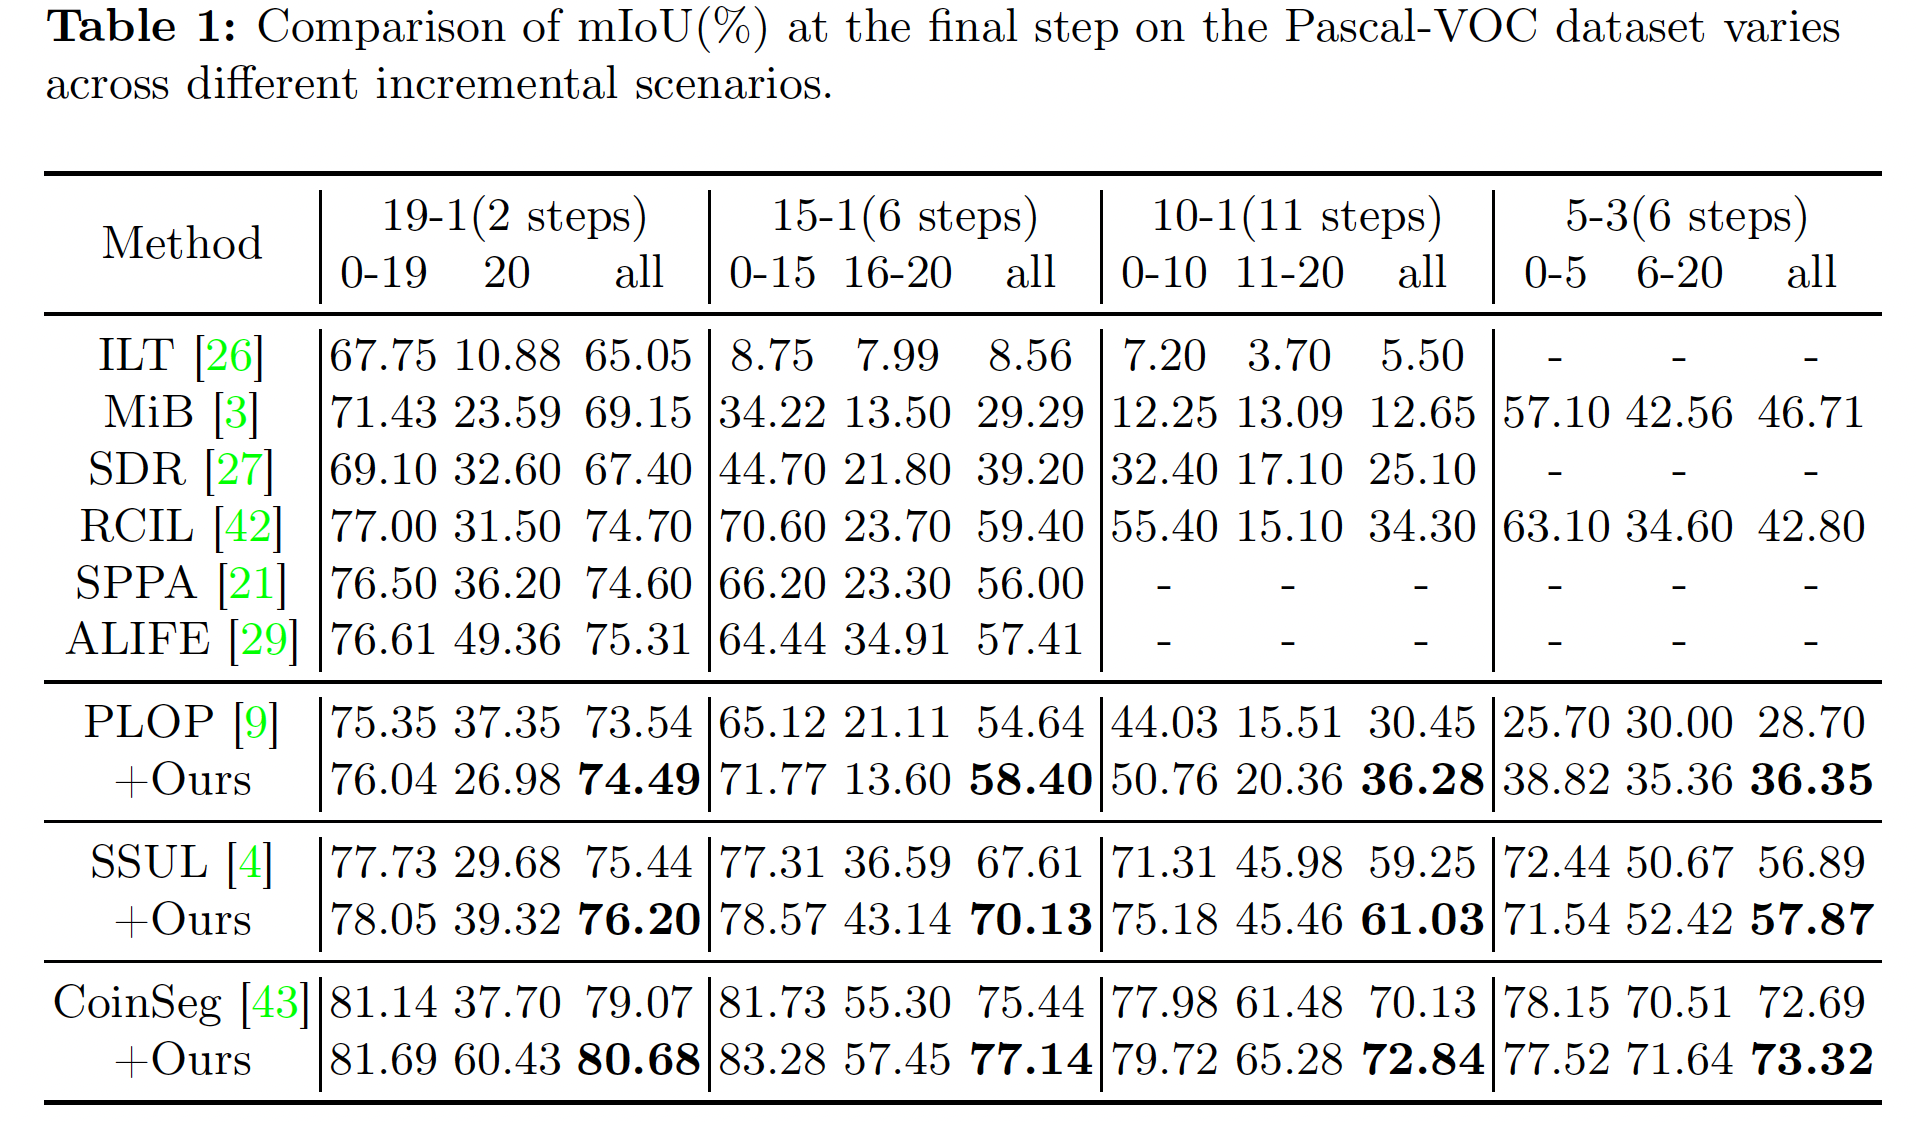 Table 1: Comparison of mIoU(%) at the final step on the Pascal-VOC dataset varies
across different incremental scenarios.
Method 19-1(2 steps) 15-1(6 steps) 10-1(11 steps) 5-3(6 steps)
0-19 20 all 0-15 16-20 all 0-10 11-20 all 0-5 6-20 all
ILT [26] 67.75 10.88 65.05 8.75 7.99 8.56 7.20 3.70 5.50 - - -
MiB [3] 71.43 23.59 69.15 34.22 13.50 29.29 12.25 13.09 12.65 57.10 42.56 46.71
SDR [27] 69.10 32.60 67.40 44.70 21.80 39.20 32.40 17.10 25.10 - - -
RCIL [42] 77.00 31.50 74.70 70.60 23.70 59.40 55.40 15.10 34.30 63.10 34.60 42.80
SPPA [21] 76.50 36.20 74.60 66.20 23.30 56.00 - - - - - -
ALIFE [29] 76.61 49.36 75.31 64.44 34.91 57.41 - - - - - -
PLOP [9] 75.35 37.35 73.54 65.12 21.11 54.64 44.03 15.51 30.45 25.70 30.00 28.70
+Ours 76.04 26.98 74.49 71.77 13.60 58.40 50.76 20.36 36.28 38.82 35.36 36.35
SSUL [4] 77.73 29.68 75.44 77.31 36.59 67.61 71.31 45.98 59.25 72.44 50.67 56.89
+Ours 78.05 39.32 76.20 78.57 43.14 70.13 75.18 45.46 61.03 71.54 52.42 57.87
CoinSeg [43] 81.14 37.70 79.07 81.73 55.30 75.44 77.98 61.48 70.13 78.15 70.51 72.69
+Ours 81.69 60.43 80.68 83.28 57.45 77.14 79.72 65.28 72.84 77.52 71.64 73.32